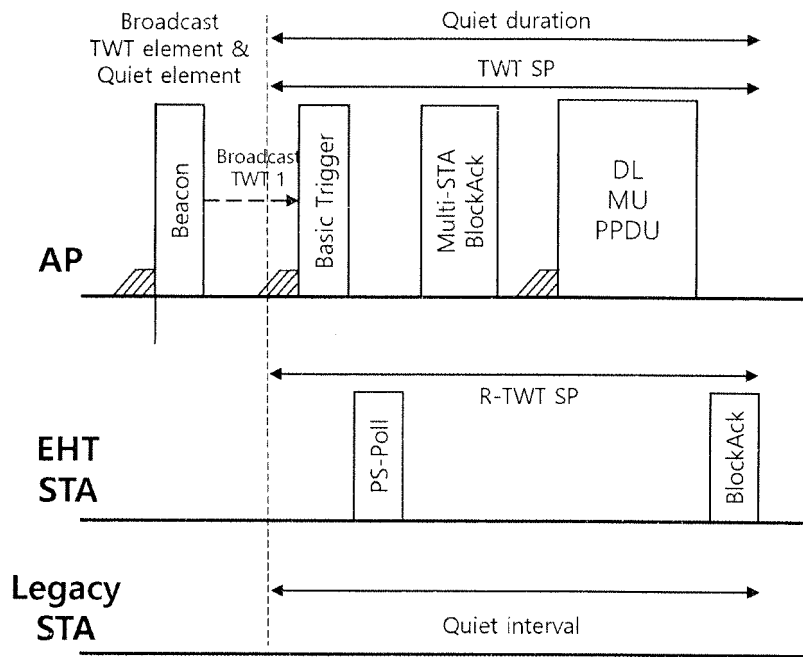 Broadcast
TWT element &
Quiet element
Quiet duration
TWT SP
Beacon
Broadcast
TWT 1
Basic Trigger
Multi-STA
BlockAck
DL
MU
PPDU
AP
R-TWT SP
PS-Poll
BlockAck
EHT
STA
Legacy
STA
Quiet interval